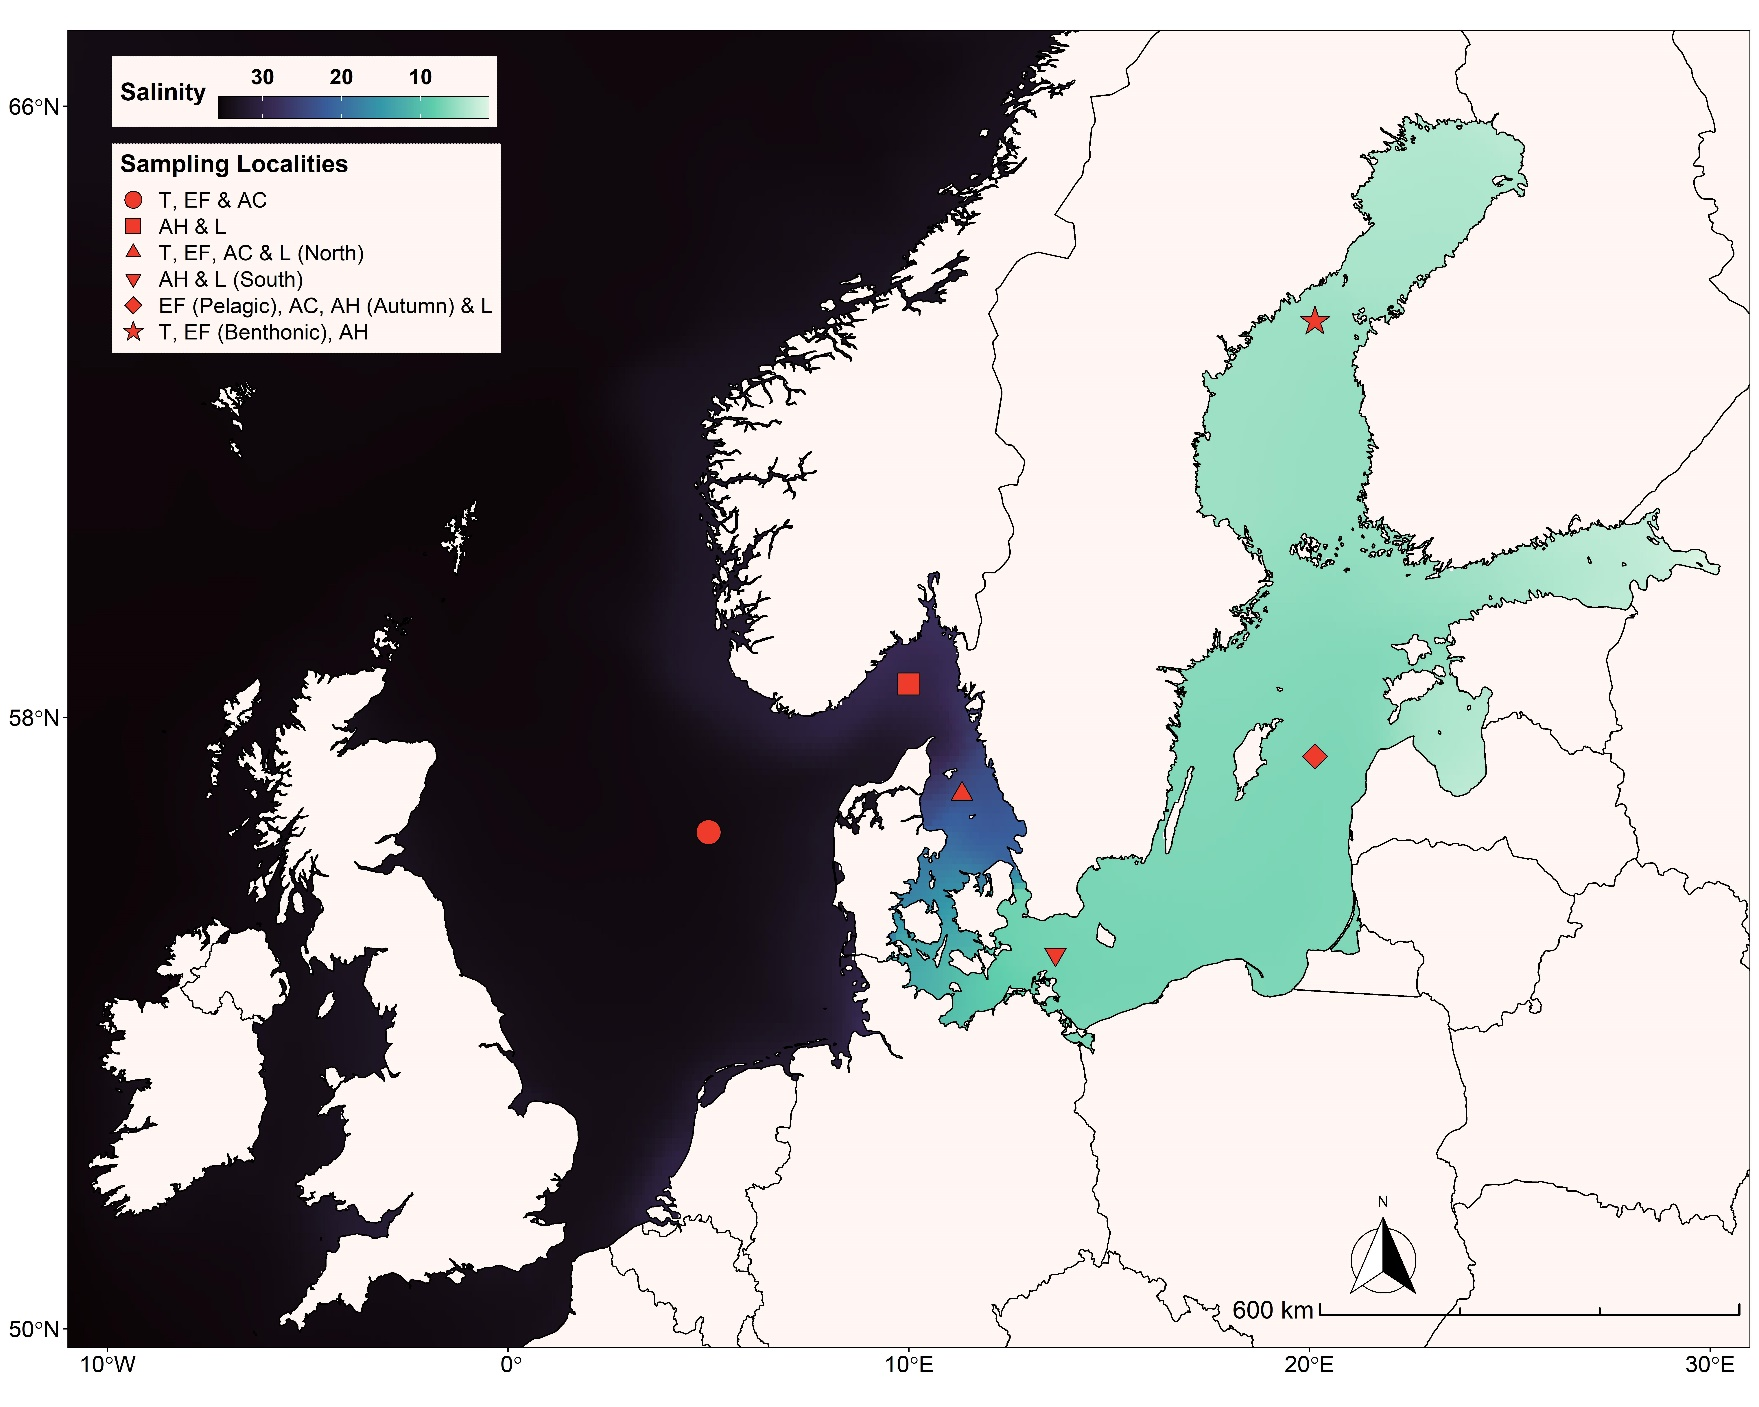 30 20 10
Salinity
Sampling Localities
T, EF & AC
AH & L
T, EF, AC & L (North)
AH & L (South)
EF (Pelagic), AC, AH (Autumn) & L
T, EF (Benthonic), AH
66°N
58°N
50°N
N
600 km
10°W 0° 10°E 20°E 30°E